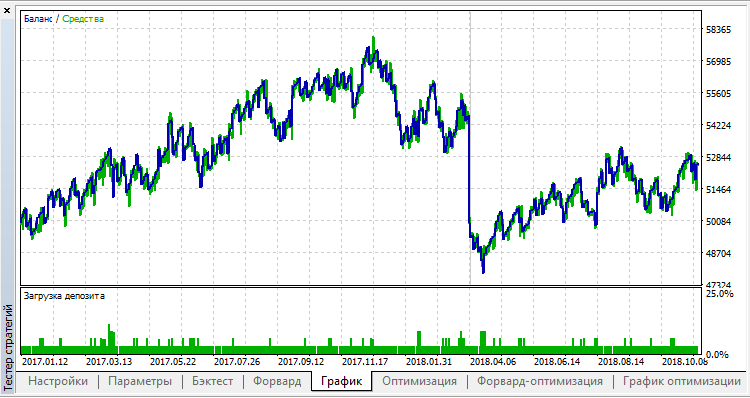 Баланс / Средства
58365
56985
55605
54224
52844
51464
50084
48704
47324
Загрузка депозита
25.0%
0.0%
2017.01.12 2017.03.13 2017.05.22 2017.07.26 2017.09.12 2017.11.17 2018.01.31 2018.04.06 2018.06.14 2018.08.14 2018.10.08
Тестер стратегий
Настройки Параметры Бэктест Форвард График Оптимизация Форвард-оптимизация График оптимизации